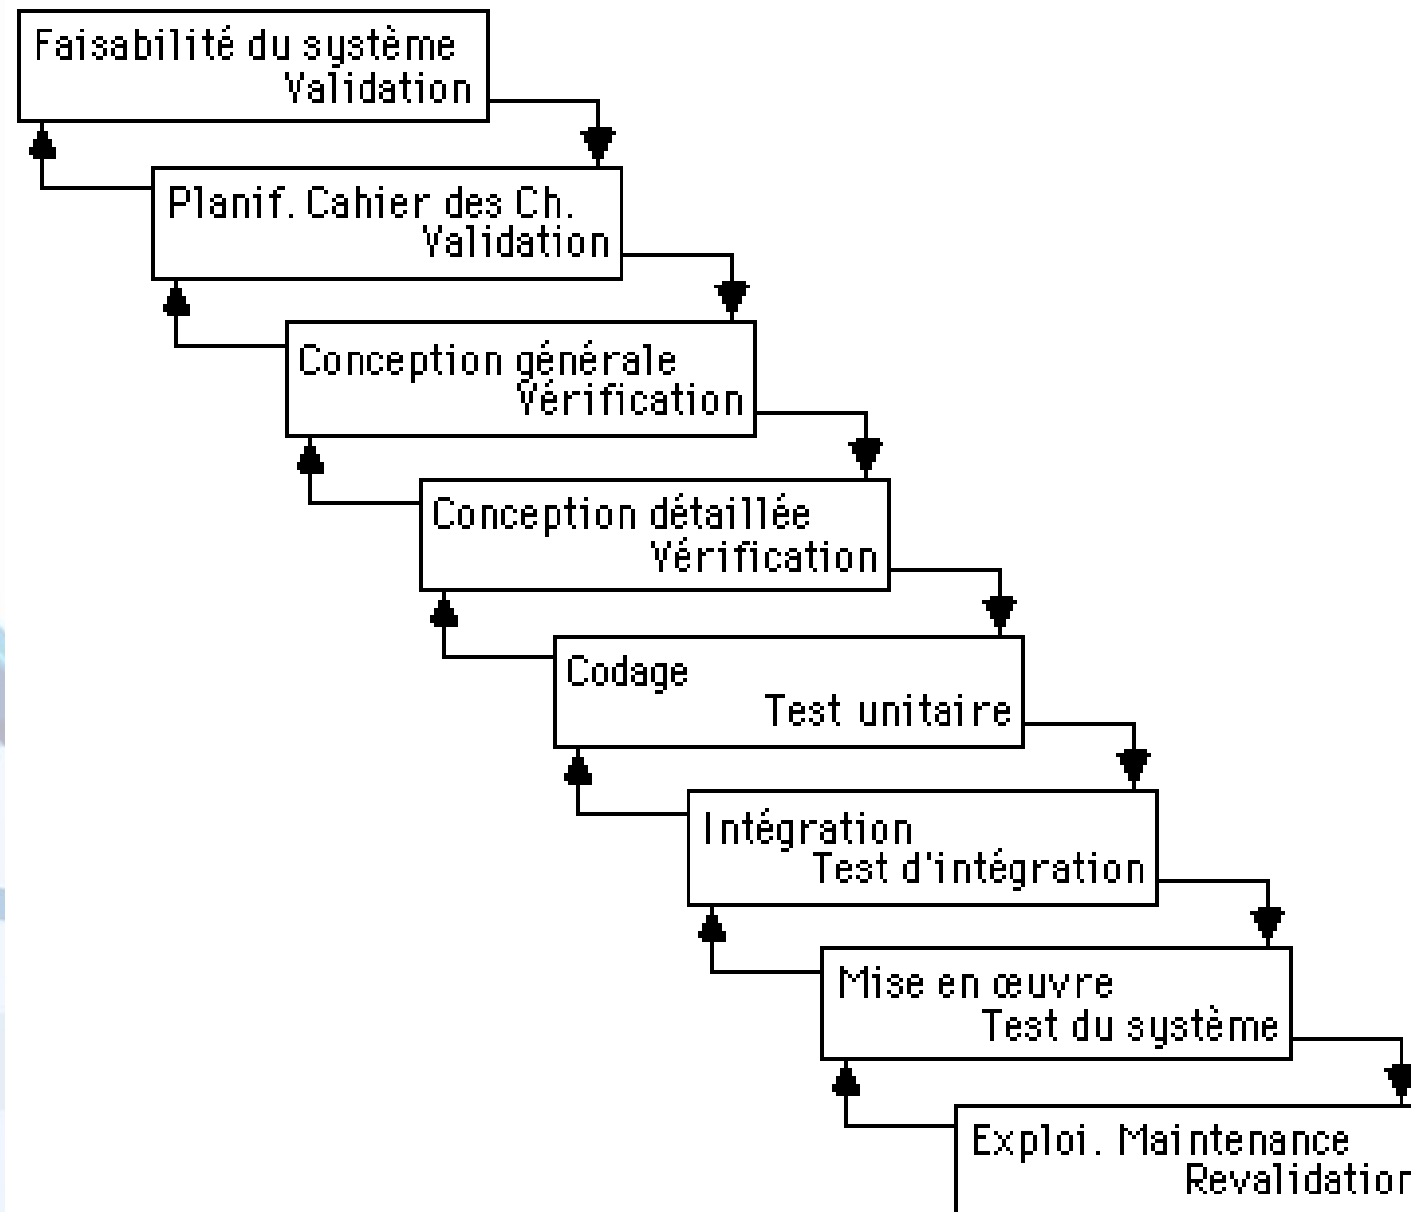 Faisabilité du système
Validation
Planif. Cahier des Ch.
Validation
Conception générale
Vérification
Conception détaillée
Vérification
Codage
Test unitaire
Intégration
Test d'intégration
Mise en œuvre
Test du système
Exploi. Maintenance
Revalidation